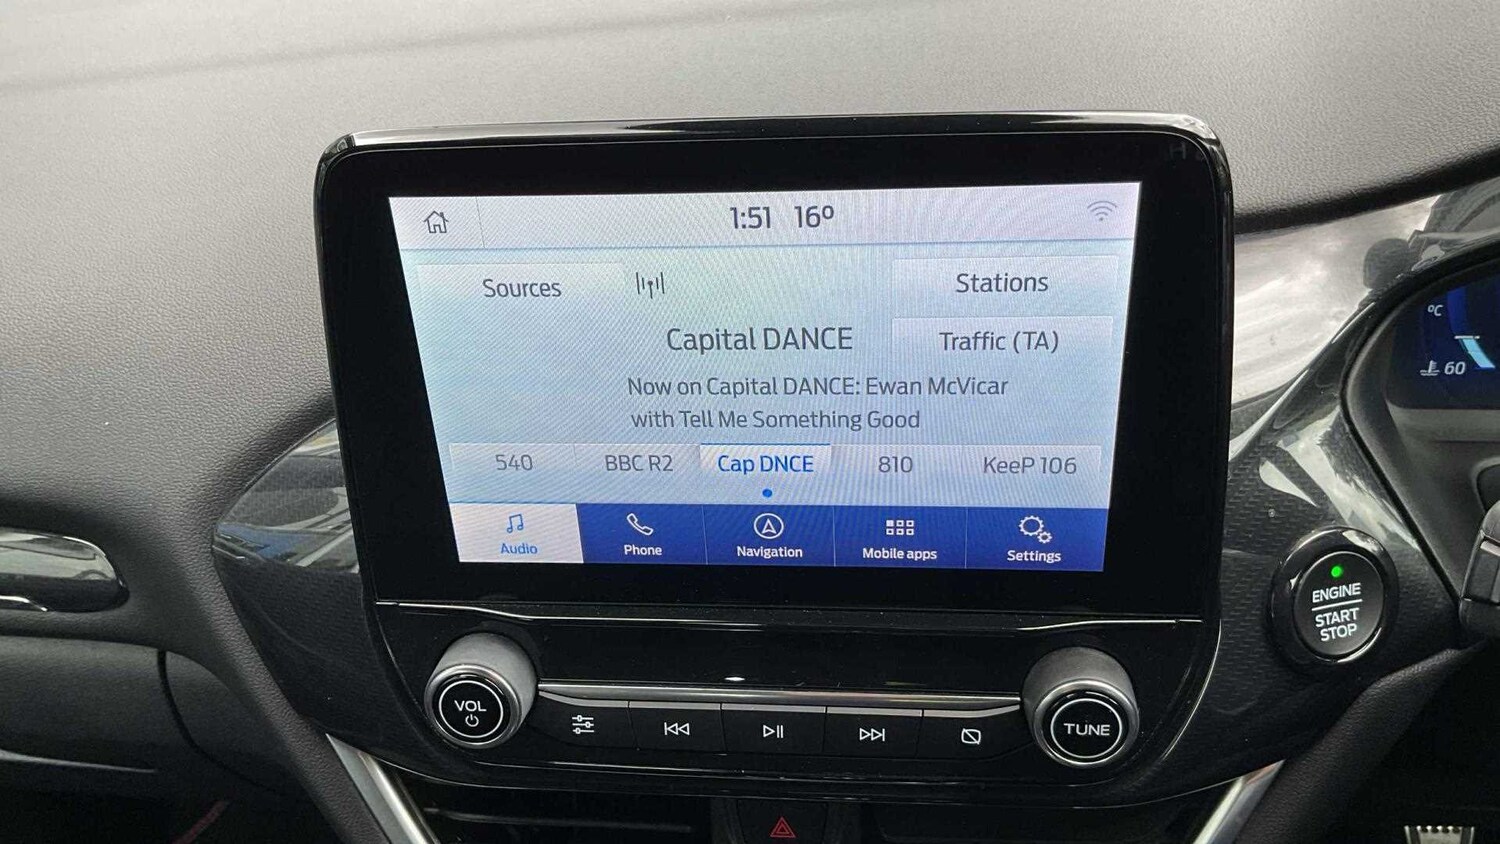 1:51 16º
Sources
Stations
Capital DANCE
Traffic (TA)
Now on Capital DANCE: Ewan McVicar
with Tell Me Something Good
540 BBC R2 Cap DNCE 810 KeeP 106
Audio Phone Navigation Mobile apps Settings
ºC
60
ENGINE
START
STOP
VOL
TUNE